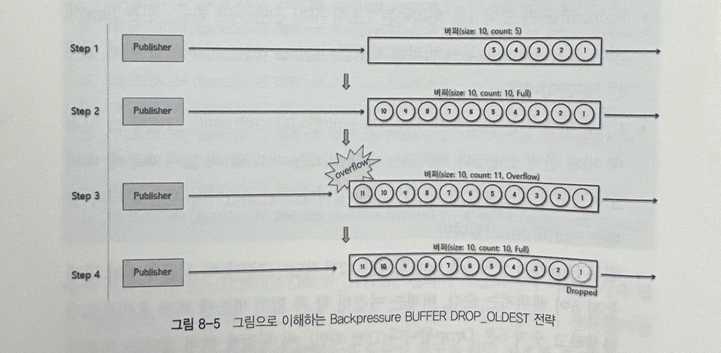 버퍼(size: 10, count: 5)
Step 1 Publisher 5 4 3 2 1
버퍼(size: 10, count: 10, Full)
Step 2 Publisher 10 9 8 7 6 5 4 3 2 1
overflow
버퍼(size: 10, count: 11, Overflow)
Step 3 Publisher 11 10 9 8 7 6 5 4 3 2 1
버퍼(size: 10, count: 10, Full)
Step 4 Publisher 11 10 9 8 7 6 5 4 3 2 1
Dropped
그림 8-5 그림으로 이해하는 Backpressure BUFFER DROP_OLDEST 전략